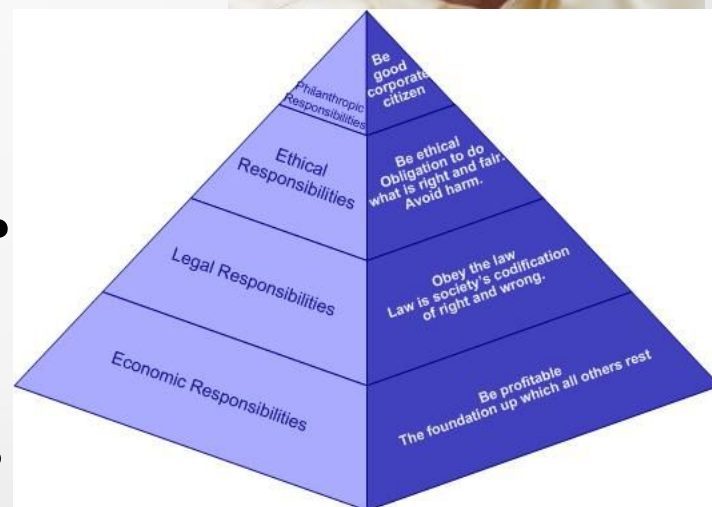 Philanthropic
Responsibilities
Be
good
corporate
citizen
Ethical
Responsibilities
Be ethical
Obligation to do
what is right and fair.
Avoid harm.
Legal Responsibilities
Obey the law
Law is society's codification
of right and wrong.
Economic Responsibilities
Be profitable
The foundation up which all others rest